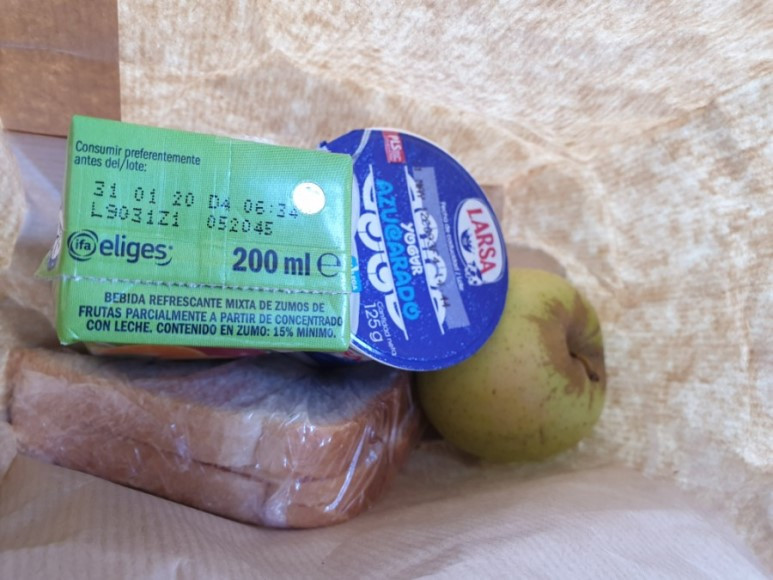 Consumir preferentemente
antes del/lote:
31 01 20 D4 06:34
L9031Z1 052045
ifa eliges
200 ml e
BEBIDA REFRESCANTE MIXTA DE ZUMOS DE
FRUTAS PARCIALMENTE A PARTIR DE CONCENTRADO
CON LECHE. CONTENIDO EN ZUMO: 15% MÍNIMO.
LARSA
YOGUR
AZUCARADO
Contenido neto
125 g